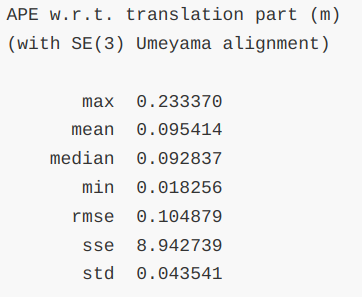 APE w.r.t. translation part (m)
(with SE(3) Umeyama alignment)
max 0.233370
mean 0.095414
median 0.092837
min 0.018256
rmse 0.104879
sse 8.942739
std 0.043541